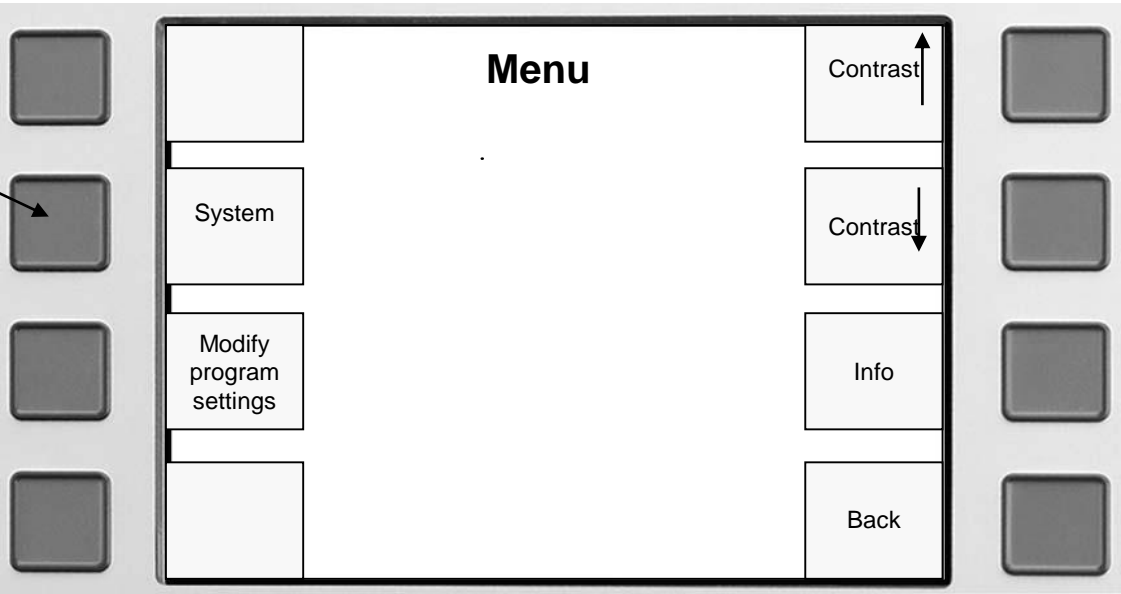 Menu
Contrast
System
Contrast
Modify
program
settings
Info
Back